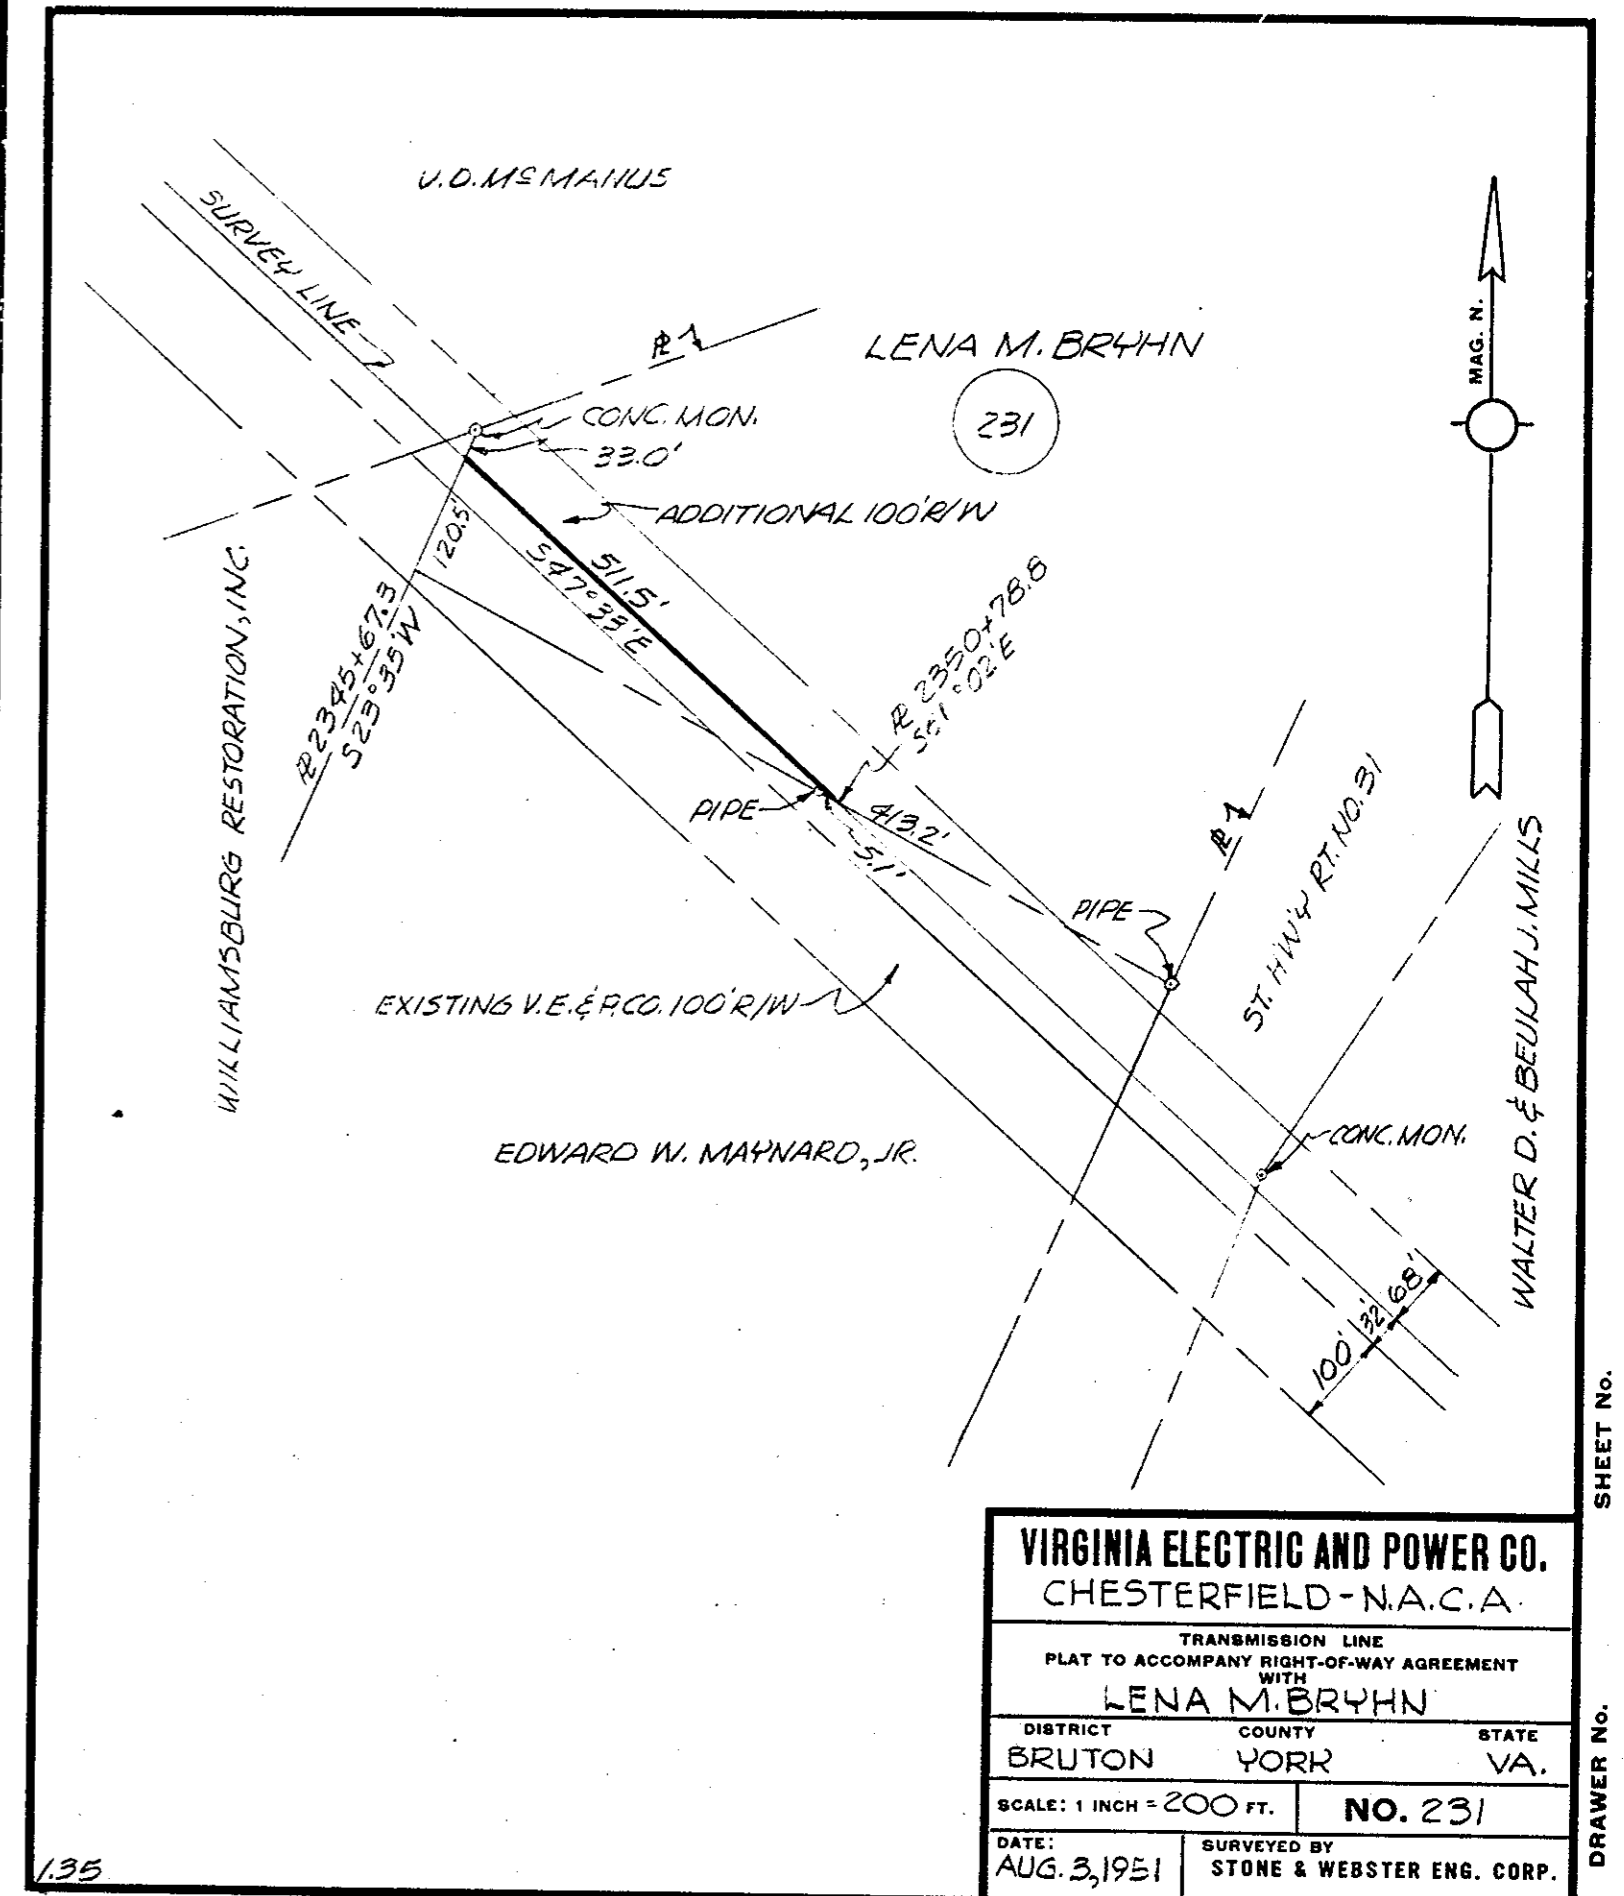 V.D. McMANUS
SURVEY LINE
LENA M. BRYHN
231
MAG. N.
CONC. MON.
33.0'
ADDITIONAL 100' R/W
120.5'
511.5'
S47°33'E
2345+67.3
S23°35'W
2350+78.8
WILLIAMSBURG RESTORATION, INC.
PIPE
413.2'
5.1'
PIPE
ST. HW'Y RT. NO. 31
EXISTING V.E. & P. CO. 100' R/W
EDWARD W. MAYNARD, JR.
CONC. MON.
WALTER D. & BEULAH J. MILLS
100' 32' 68'
SHEET No.
DRAWER No.
VIRGINIA ELECTRIC AND POWER CO.
CHESTERFIELD - N.A.C.A.
TRANSMISSION LINE
PLAT TO ACCOMPANY RIGHT-OF-WAY AGREEMENT
WITH
LENA M. BRYHN
DISTRICT COUNTY STATE
BRUTON YORK VA.
SCALE: 1 INCH = 200 FT. NO. 231
DATE: SURVEYED BY
AUG. 3, 1951 STONE & WEBSTER ENG. CORP.
135